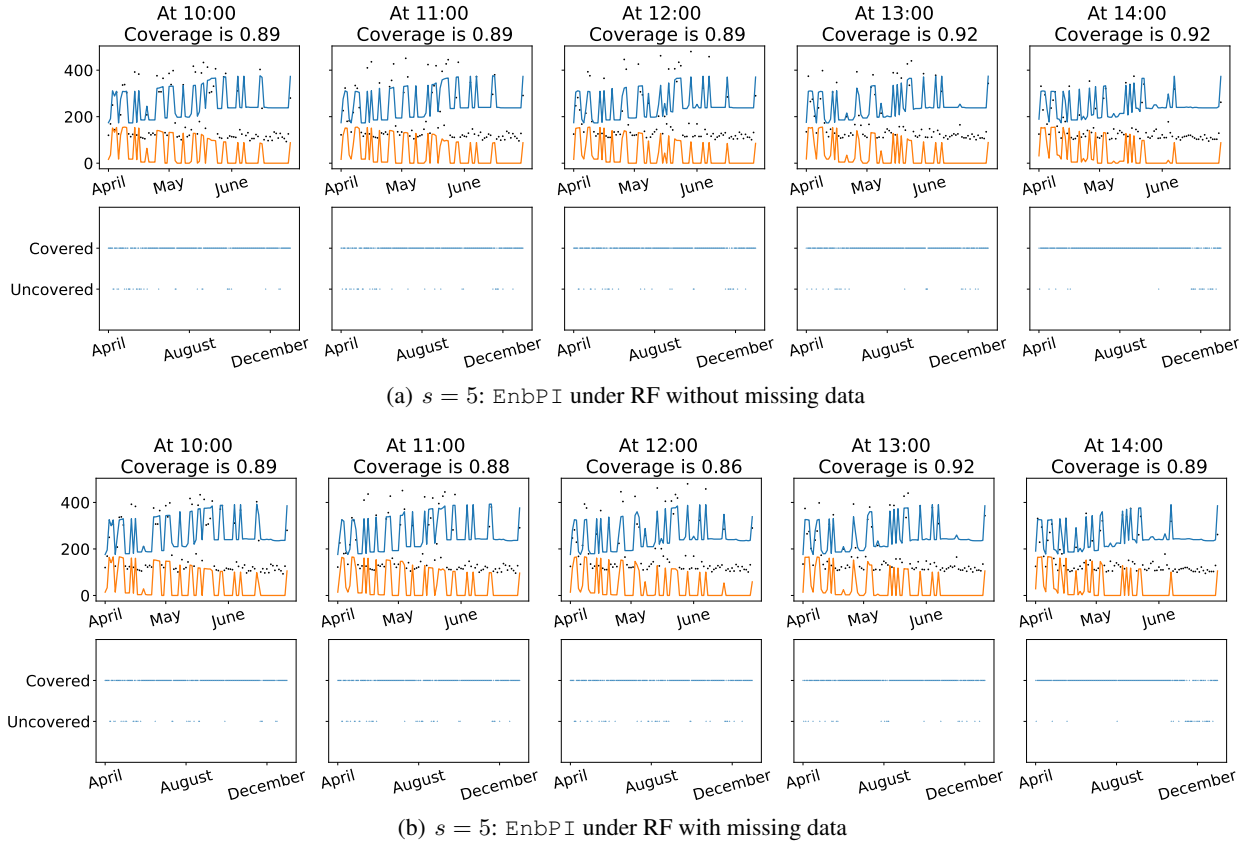 At 10:00 At 11:00 At 12:00 At 13:00 At 14:00
Coverage is 0.89 Coverage is 0.89 Coverage is 0.89 Coverage is 0.92 Coverage is 0.92
400
200
0
April May June April May June April May June April May June April May June
Covered
Uncovered
April August December April August December April August December April August December April August December
(a) s = 5: EnbPI under RF without missing data
At 10:00 At 11:00 At 12:00 At 13:00 At 14:00
Coverage is 0.89 Coverage is 0.88 Coverage is 0.86 Coverage is 0.92 Coverage is 0.89
400
200
0
April May June April May June April May June April May June April May June
Covered
Uncovered
April August December April August December April August December April August December April August December
(b) s = 5: EnbPI under RF with missing data